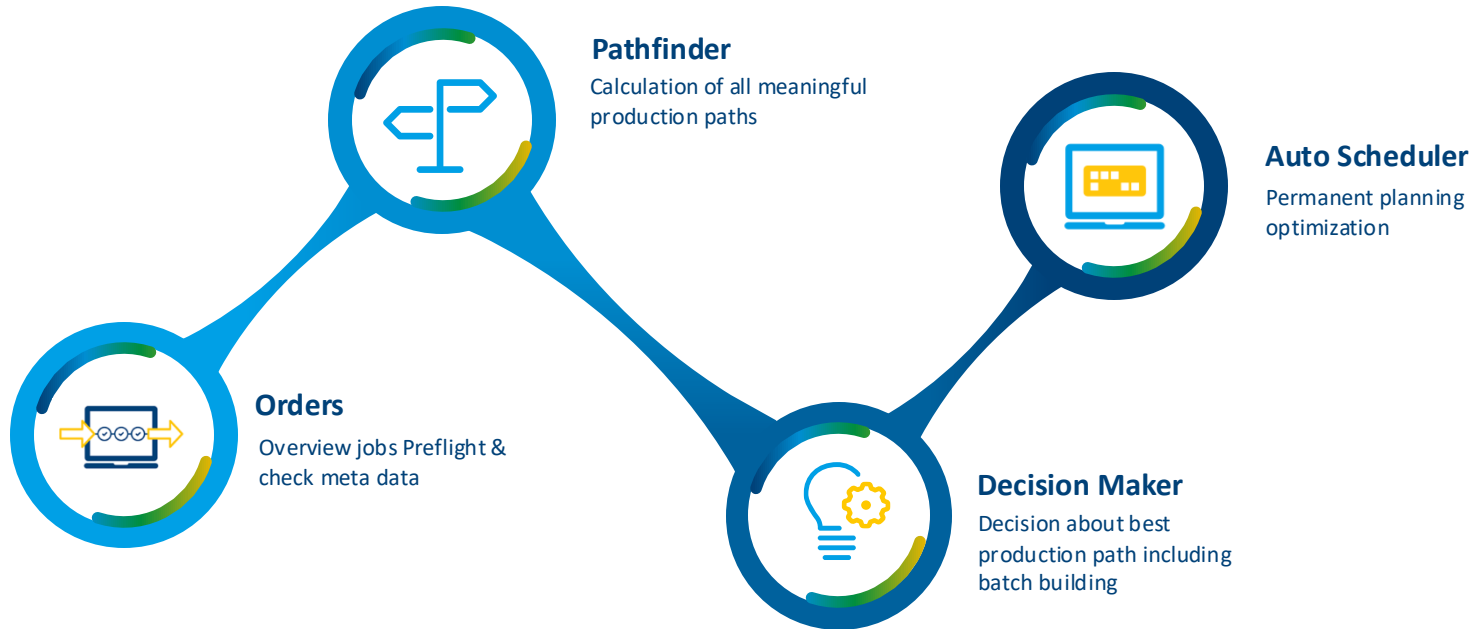 Pathfinder
Calculation of all meaningful
production paths
Auto Scheduler
Permanent planning
optimization
Orders
Overview jobs Preflight &
check meta data
Decision Maker
Decision about best
production path including
batch building